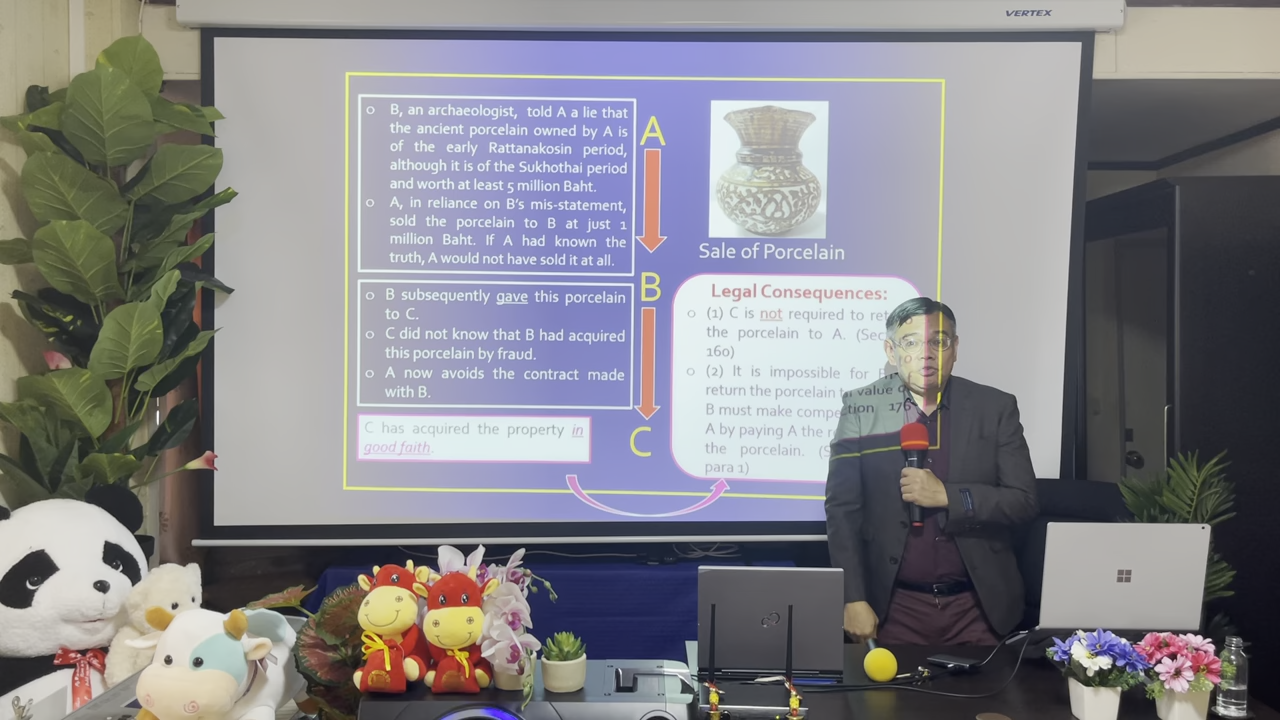 VERTEX
o B, an archaeologist, told A a lie that
the ancient porcelain owned by A is
of the early Rattanakosin period,
although it is of the Sukhothai period
and worth at least 5 million Baht.
o A, in reliance on B's mis-statement,
sold the porcelain to B at just 1
million Baht. If A had known the
truth, A would not have sold it at all.
o B subsequently gave this porcelain
to C.
o C did not know that B had acquired
this porcelain by fraud.
o A now avoids the contract made
with B.
C has acquired the property in
good faith.
A
B
C
Sale of Porcelain
Legal Consequences:
o (1) C is not required to
the porcelain to A.
160)
o (2) It is impossible for
return the porcelain value
B must make 176
A by paying A the
the porcelain.
para 1)